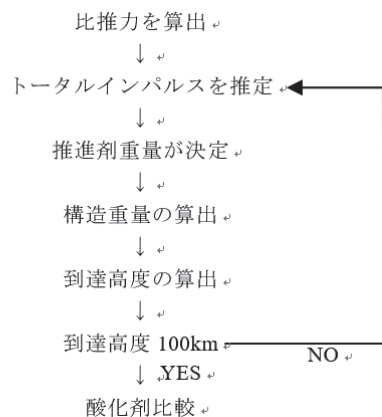 比推力を算出
↓
トータルインパルスを推定
↓
推進剤重量が決定
↓
構造重量の算出
↓
到達高度の算出
↓
到達高度 100km
NO
↓ YES
酸化剤比較